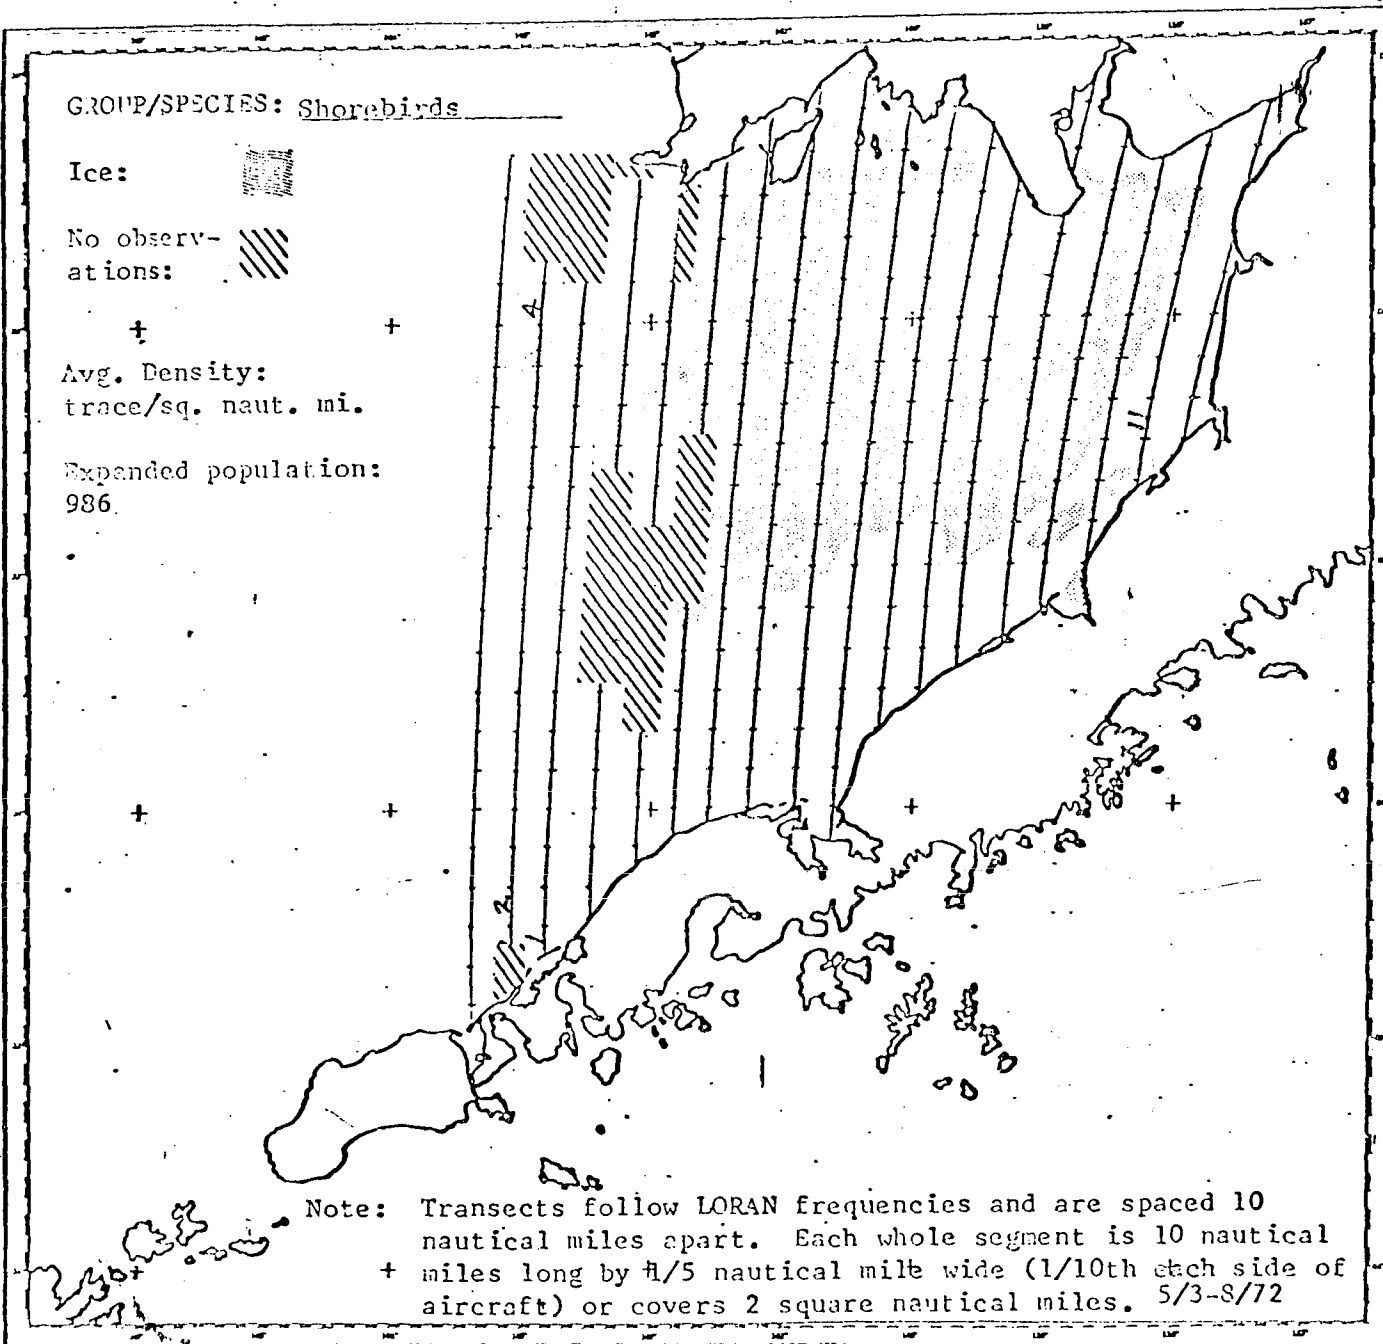 GROUP/SPECIES: Shorebirds
Ice:
No observ-
ations:
4
Avg. Density:
trace/sq. naut. mi.
11
Expanded population:
986
2
Note: Transects follow LORAN frequencies and are spaced 10
nautical miles apart. Each whole segment is 10 nautical
miles long by 1/5 nautical mile wide (1/10th each side of
aircraft) or covers 2 square nautical miles. 5/3-8/72